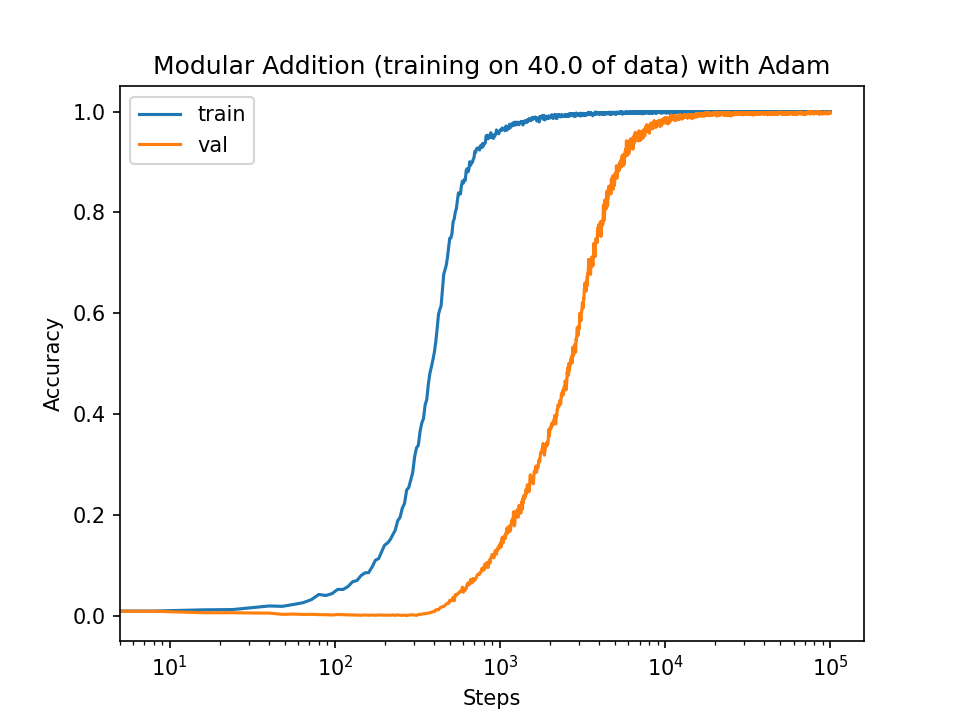 Modular Addition (training on 40.0 of data) with Adam
train
val
1.0
0.8
0.6
0.4
0.2
0.0
Accuracy
10¹ 10² 10³ 10⁴ 10⁵
Steps